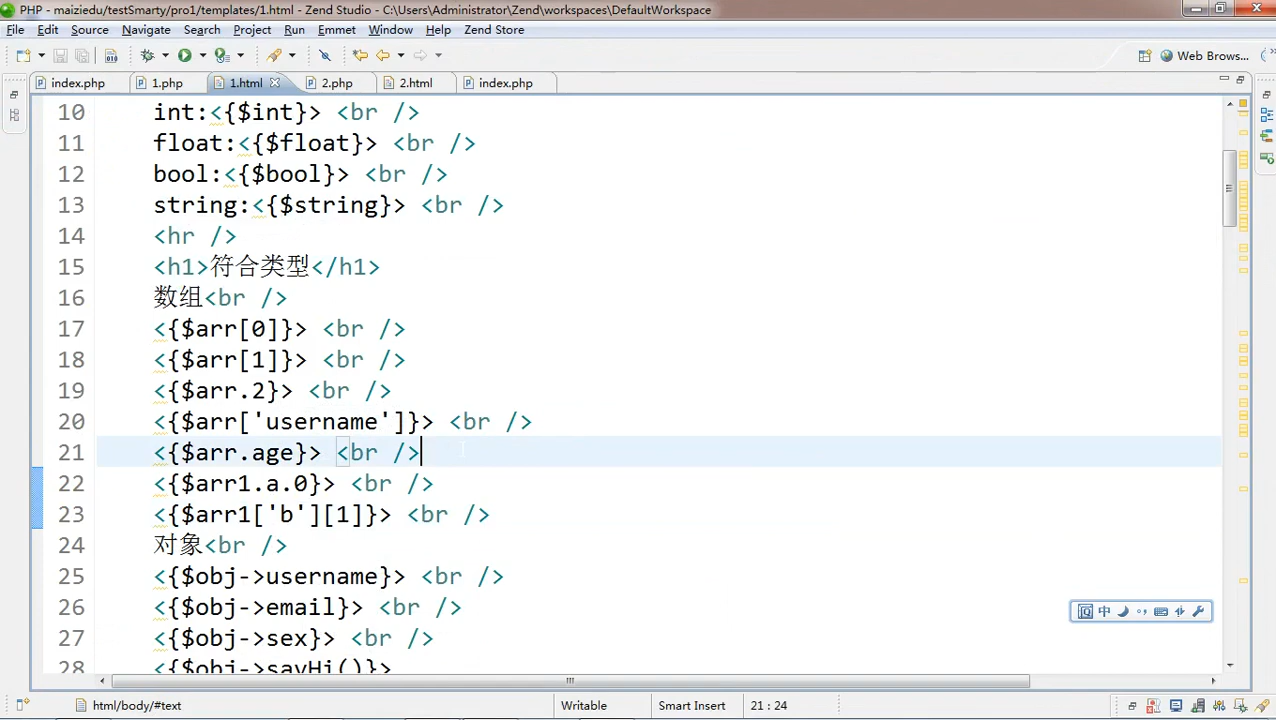 PHP - maiziedu/testSmarty/pro1/templates/1.html - Zend Studio - C:\Users\Administrator\Zend\workspaces\DefaultWorkspace
File Edit Source Navigate Search Project Run Emmet Window Help Zend Store
Web Brows...
index.php 1.php 1.html 2.php 2.html index.php
10 int:<{$int}> <br />
11 float:<{$float}> <br />
12 bool:<{$bool}> <br />
13 string:<{$string}> <br />
14 <hr />
15 <h1>符合类型</h1>
16 数组<br />
17 <{$arr[0]}> <br />
18 <{$arr[1]}> <br />
19 <{$arr.2}> <br />
20 <{$arr['username']}> <br />
21 <{$arr.age}> <br />
22 <{$arr1.a.0}> <br />
23 <{$arr1['b'][1]}> <br />
24 对象<br />
25 <{$obj->username}> <br />
26 <{$obj->email}> <br />
27 <{$obj->sex}> <br />
28 <{$obj->sayHi()}>
中
html/body/#text Writable Smart Insert 21 : 24